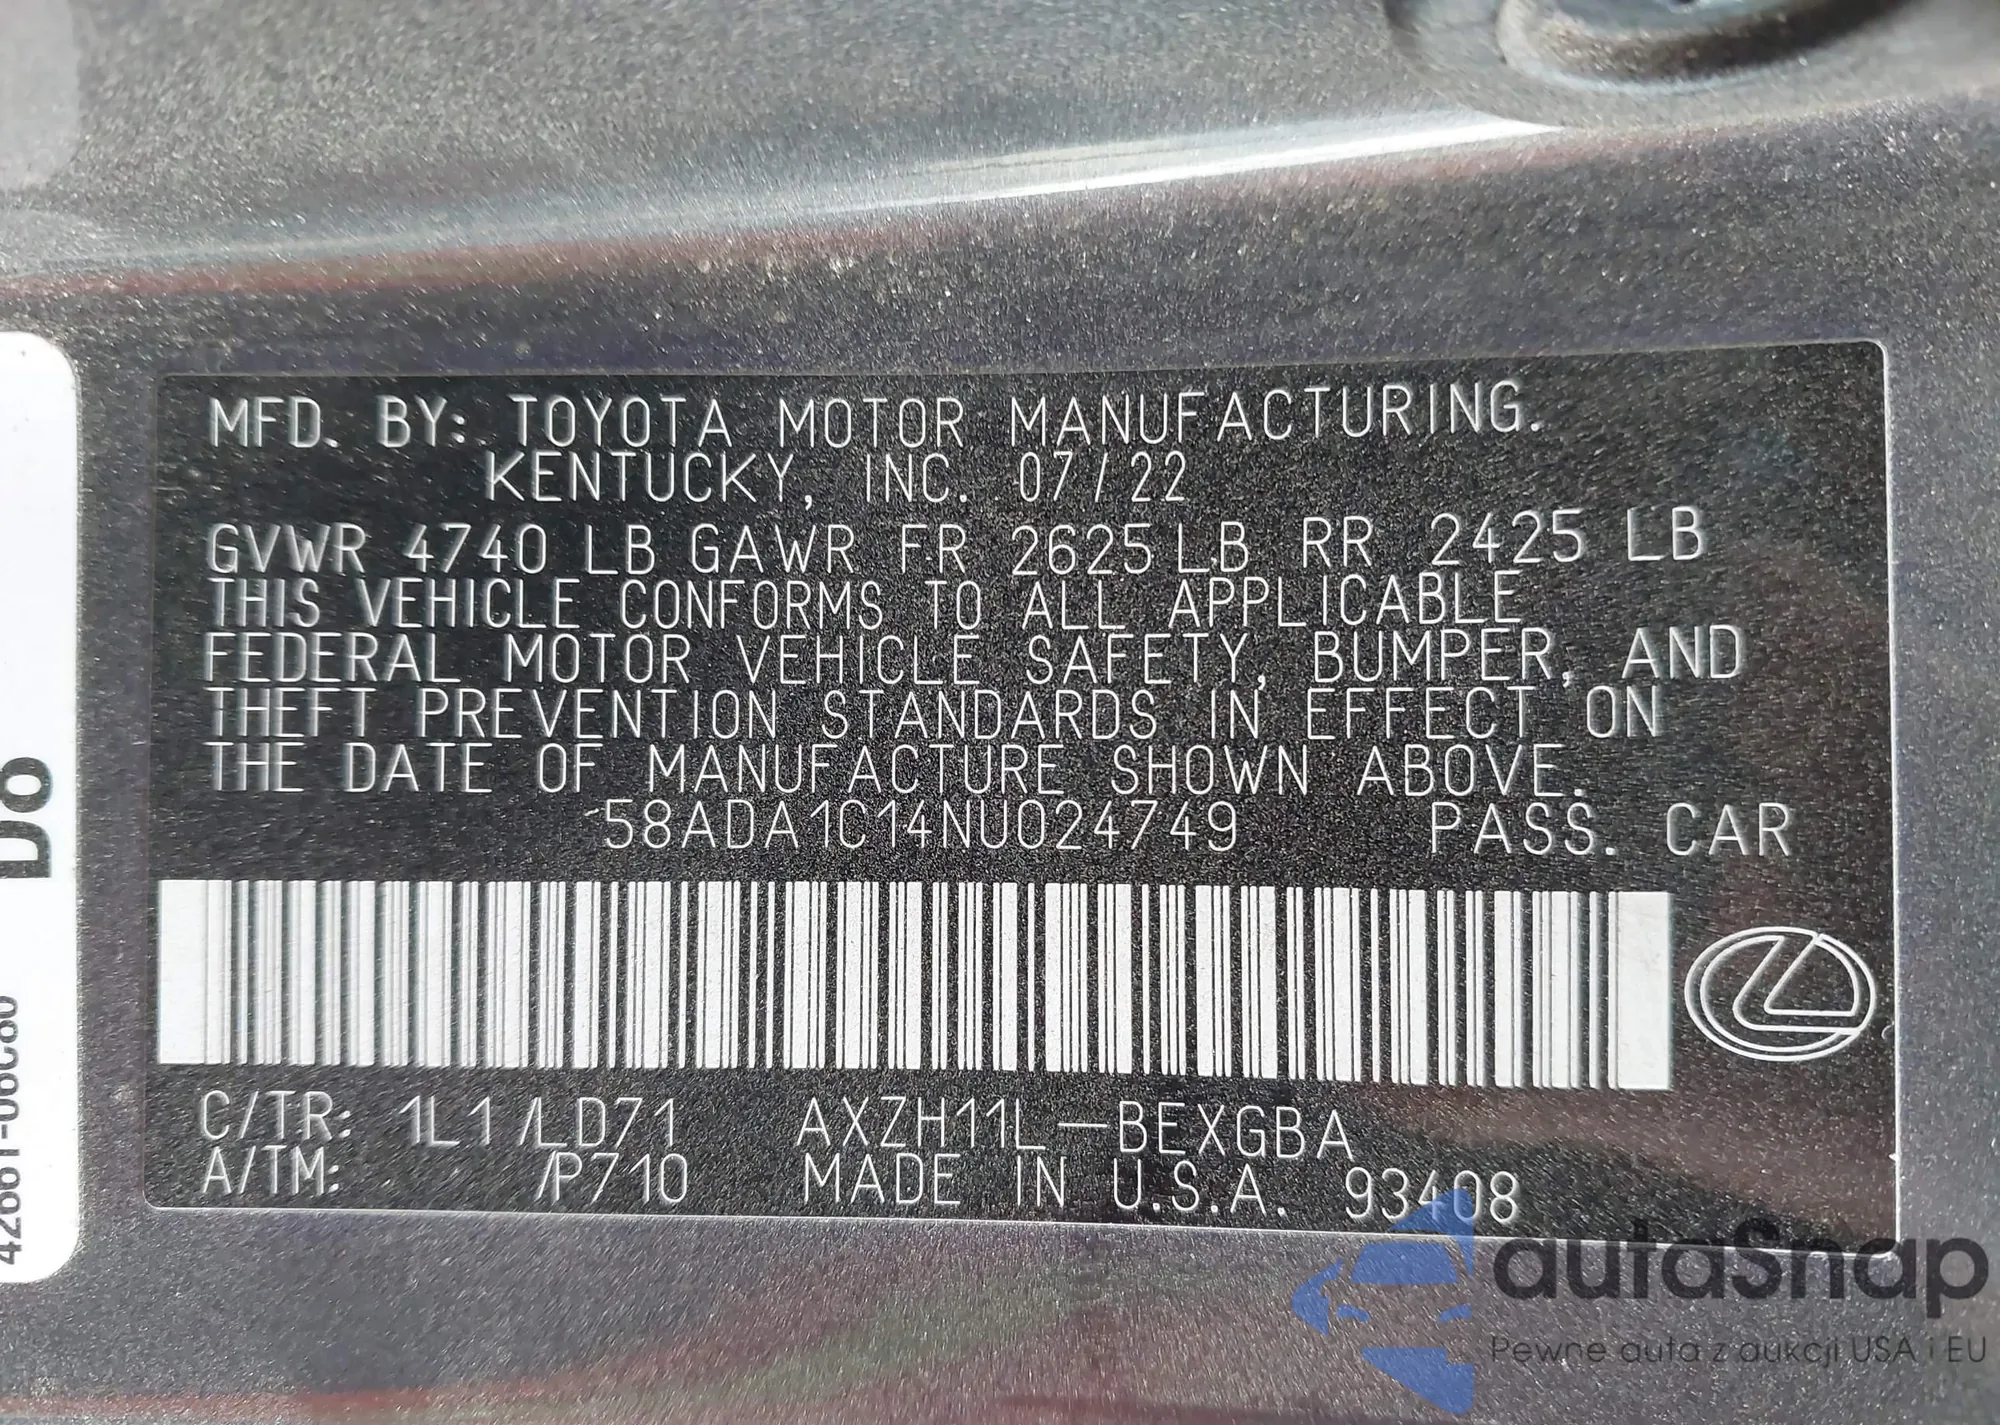 MFD. BY: TOYOTA MOTOR MANUFACTURING.
KENTUCKY, INC. 07/22
GVWR 4740 LB GAWR FR 2625 LB RR 2425 LB
THIS VEHICLE CONFORMS TO ALL APPLICABLE
FEDERAL MOTOR VEHICLE SAFETY, BUMPER, AND
THEFT PREVENTION STANDARDS IN EFFECT ON
THE DATE OF MANUFACTURE SHOWN ABOVE.
58ADA1C14NU024749 PASS. CAR
C/TR: 1L1/LD71 AXZH11L-BEXGBA
A/TM: /P710 MADE IN U.S.A. 93408
42661-06C80
autaSnap
Pewne auta z aukcji USA i EU